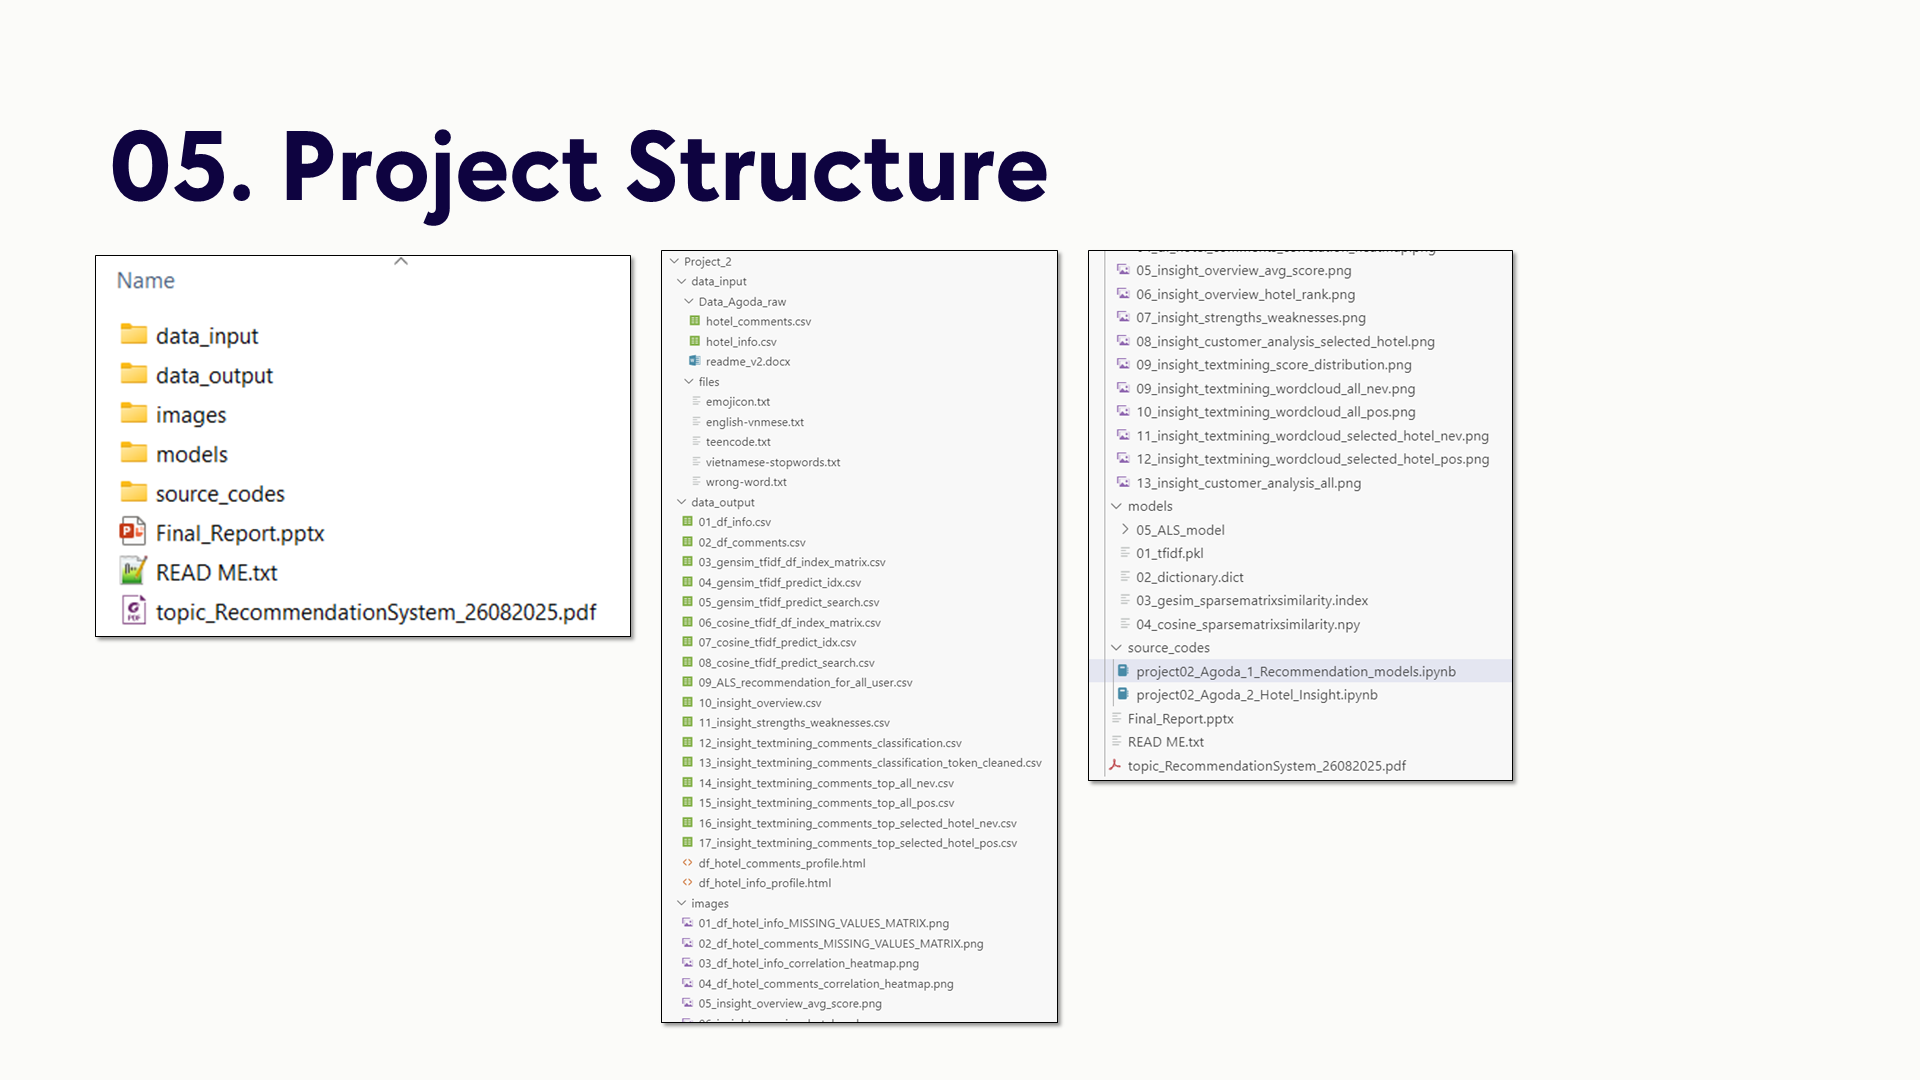 05. Project Structure
Name
data_input
data_output
images
models
source_codes
Final_Report.pptx
READ ME.txt
topic_RecommendationSystem_26082025.pdf
Project_2
data_input
Data_Agoda_raw
hotel_comments.csv
hotel_info.csv
readme_v2.docx
files
emojicon.txt
english-vnmese.txt
teencode.txt
vietnamese-stopwords.txt
wrong-word.txt
data_output
01_df_info.csv
02_df_comments.csv
03_gensim_tfidf_df_index_matrix.csv
04_gensim_tfidf_predict_idx.csv
05_gensim_tfidf_predict_search.csv
06_cosine_tfidf_df_index_matrix.csv
07_cosine_tfidf_predict_idx.csv
08_cosine_tfidf_predict_search.csv
09_ALS_recommendation_for_all_user.csv
10_insight_overview.csv
11_insight_strengths_weaknesses.csv
12_insight_textmining_comments_classification.csv
13_insight_textmining_comments_classification_token_cleaned.csv
14_insight_textmining_comments_top_all_nev.csv
15_insight_textmining_comments_top_all_pos.csv
16_insight_textmining_comments_top_selected_hotel_nev.csv
17_insight_textmining_comments_top_selected_hotel_pos.csv
df_hotel_comments_profile.html
df_hotel_info_profile.html
images
01_df_hotel_info_MISSING_VALUES_MATRIX.png
02_df_hotel_comments_MISSING_VALUES_MATRIX.png
03_df_hotel_info_correlation_heatmap.png
04_df_hotel_comments_correlation_heatmap.png
05_insight_overview_avg_score.png
05_insight_overview_avg_score.png
06_insight_overview_hotel_rank.png
07_insight_strengths_weaknesses.png
08_insight_customer_analysis_selected_hotel.png
09_insight_textmining_score_distribution.png
09_insight_textmining_wordcloud_all_nev.png
10_insight_textmining_wordcloud_all_pos.png
11_insight_textmining_wordcloud_selected_hotel_nev.png
12_insight_textmining_wordcloud_selected_hotel_pos.png
13_insight_customer_analysis_all.png
models
05_ALS_model
01_tfidf.pkl
02_dictionary.dict
03_gesim_sparsematrixsimilarity.index
04_cosine_sparsematrixsimilarity.npy
source_codes
project02_Agoda_1_Recommendation_models.ipynb
project02_Agoda_2_Hotel_Insight.ipynb
Final_Report.pptx
READ ME.txt
topic_RecommendationSystem_26082025.pdf